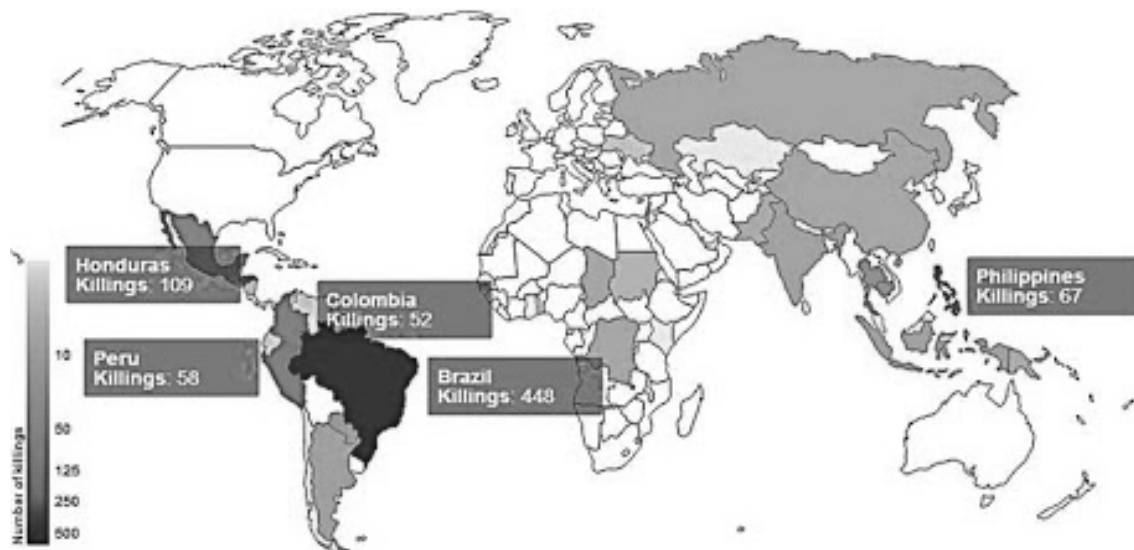 Honduras
Killings: 109
Colombia
Killings: 52
Peru
Killings: 58
Brazil
Killings: 448
Philippines
Killings: 67
10
50
125
250
500
Number of killings